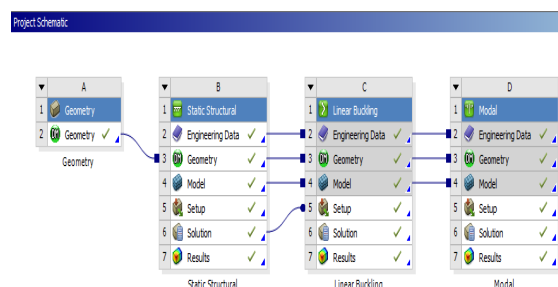 Project Schematic
A
1 Geometry
2 Geometry
Geometry
B
1 Static Structural
2 Engineering Data
3 Geometry
4 Model
5 Setup
6 Solution
7 Results
Static Structural
C
1 Linear Buckling
2 Engineering Data
3 Geometry
4 Model
5 Setup
6 Solution
7 Results
Linear Buckling
D
1 Modal
2 Engineering Data
3 Geometry
4 Model
5 Setup
6 Solution
7 Results
Modal